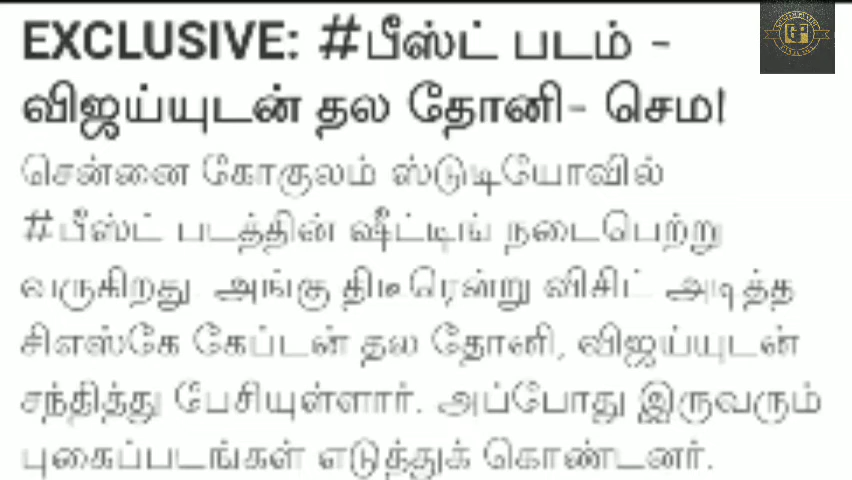 EXCLUSIVE: #பீஸ்ட் படம் -
விஜய்யுடன் தல தோனி- செம!
சென்னை கோகுலம் ஸ்டுடியோவில்
#பீஸ்ட் படத்தின் ஷீட்டிங் நடைபெற்று
வருகிறது. அங்கு திடீரென்று விசிட் அடித்த
சிஎஸ்கே கேப்டன் தல தோனி, விஜய்யுடன்
சந்தித்து பேசியுள்ளார். அப்போது இருவரும்
புகைப்படங்கள் எடுத்துக் கொண்டனர்.